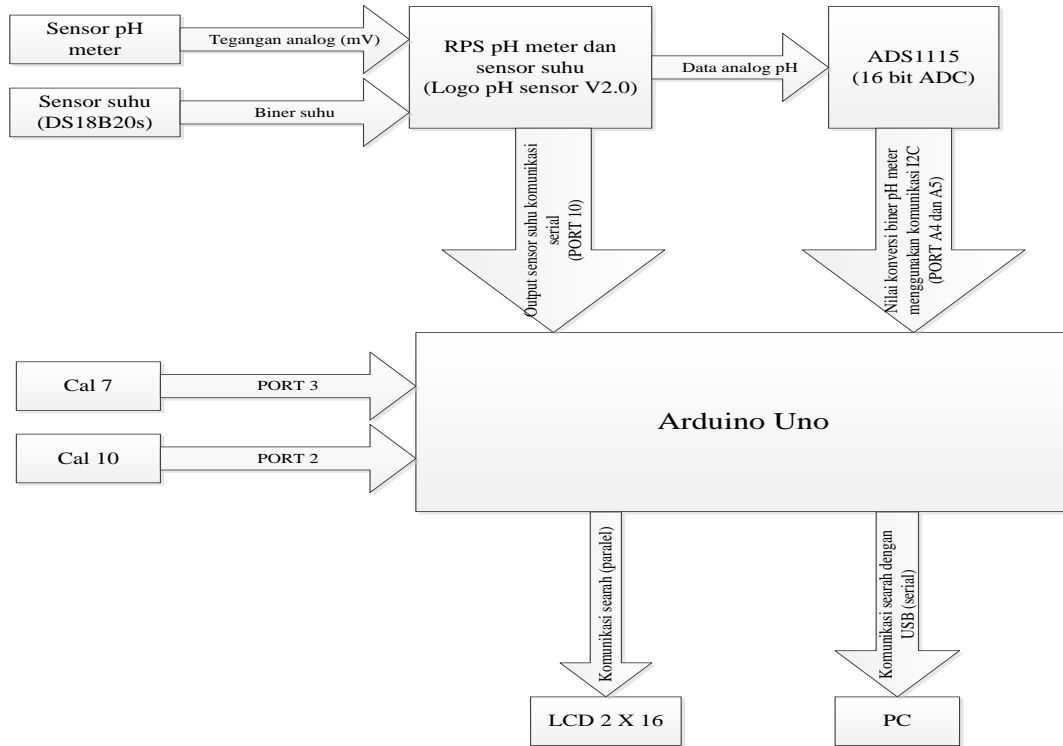 Sensor pH
meter
Tegangan analog (mV)
RPS pH meter dan
sensor suhu
(Logo pH sensor V2.0)
Data analog pH
ADS1115
(16 bit ADC)
Sensor suhu
(DS18B20s)
Biner suhu
Output sensor suhu komunikasi
serial
(PORT 10)
Nilai konversi biner pH meter
menggunakan komunikasi I2C
(PORT A4 dan A5)
Cal 7
PORT 3
Arduino Uno
Cal 10
PORT 2
Komunikasi searah (paralel)
Komunikasi searah dengan
USB (serial)
LCD 2 X 16
PC